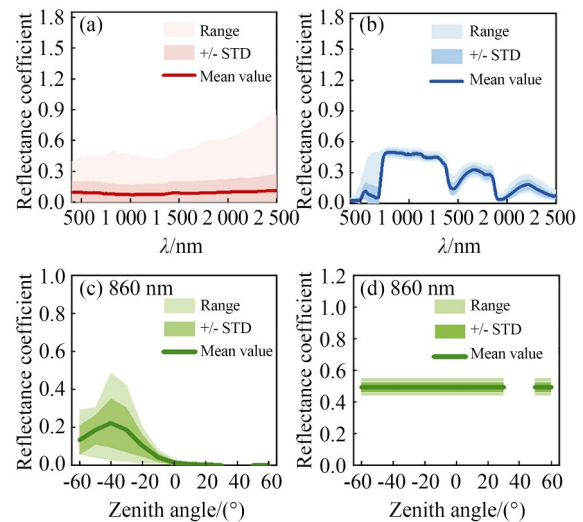 (a)
Reflectance coefficient
1.8
1.5
1.2
0.9
0.6
0.3
0
Range
+/- STD
Mean value
500 1 000 1 500 2 000 2 500
λ/nm
(b)
Reflectance coefficient
1.8
1.5
1.2
0.9
0.6
0.3
0
Range
+/- STD
Mean value
500 1 000 1 500 2 000 2 500
λ/nm
(c) 860 nm
Reflectance coefficient
1.0
0.8
0.6
0.4
0.2
0
Range
+/- STD
Mean value
-60 -40 -20 0 20 40 60
Zenith angle/(°)
(d) 860 nm
Reflectance coefficient
1.2
1.0
0.8
0.6
0.4
0.2
0
Range
+/- STD
Mean value
-60 -40 -20 0 20 40 60
Zenith angle/(°)